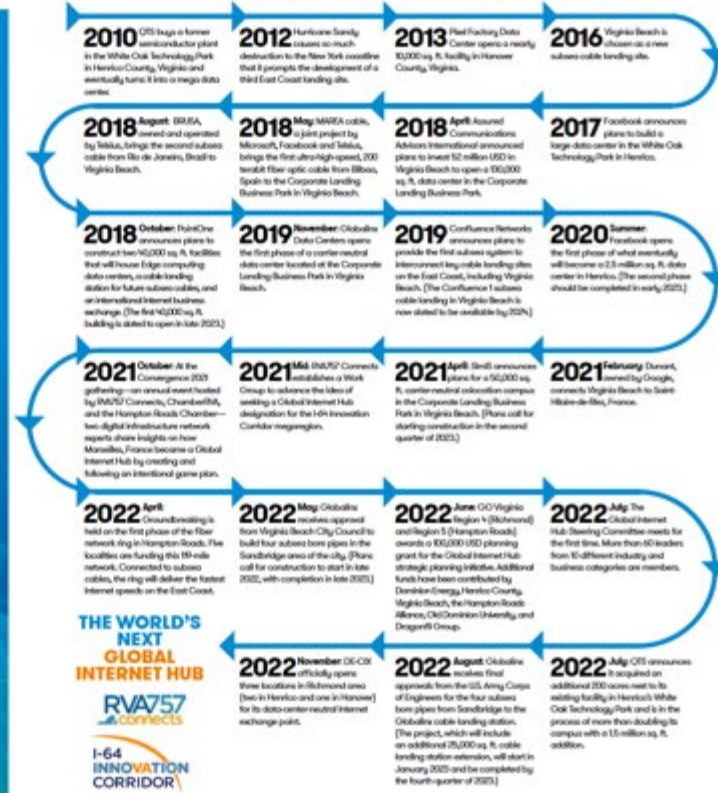 2010 QTS buys a former
semiconductor plant
in the White Oak Technology Park
in Henrico County, Virginia and
eventually turns it into a mega data
center.
2012 Hurricane Sandy
causes so much
destruction to the New York coastline
that it prompts the development of a
third East Coast landing site.
2013 Pixel Factory Data
Center opens a nearly
10,000 sq. ft. facility in Hanover
County, Virginia.
2016 Virginia Beach is
chosen as a new
subsea cable landing site.
2017 Facebook announces
plans to build a
large data center in the White Oak
Technology Park in Henrico.
2018 April: Assured
Communications
Advisors International announced
plans to invest 52 million USD in
Virginia Beach to open a 130,000
sq. ft. data center in the Corporate
Landing Business Park.
2018 May: MAREA cable,
a joint project by
Microsoft, Facebook and Telxius,
brings the first ultra-high-speed, 200
terabit fiber optic cable from Bilbao,
Spain to the Corporate Landing
Business Park in Virginia Beach.
2018 August: BRUSA,
owned and operated
by Telxius, brings the second subsea
cable from Rio de Janeiro, Brazil to
Virginia Beach.
2018 October: PointOne
announces plans to
construct two 40,000 sq. ft. facilities
that will house Edge computing
data centers, a cable landing
station for future subsea cables, and
an international Internet business
exchange. (The first 40,000 sq. ft.
building is slated to open in late 2023.)
2019 November: Globalinx
Data Centers opens
the first phase of a carrier-neutral
data center located at the Corporate
Landing Business Park in Virginia
Beach.
2019 Confluence Networks
announces plans to
provide the first subsea system to
interconnect key cable landing sites
on the East Coast, including Virginia
Beach. (The Confluence 1 subsea
cable landing in Virginia Beach is
now slated to be available by 2024.)
2020 Summer:
Facebook opens
the first phase of what eventually
will become a 2.5 million sq. ft. data
center in Henrico. (The second phase
should be completed in early 2023.)
2021 February: Dunant,
owned by Google,
connects Virginia Beach to Saint-
Hilaire-de-Riez, France.
2021 April: SimIS announces
plans for a 50,000 sq.
ft. carrier-neutral colocation campus
in the Corporate Landing Business
Park in Virginia Beach. (Plans call for
starting construction in the second
quarter of 2023.)
2021 Mid: RVA757 Connects
establishes a Work
Group to advance the idea of
seeking a Global Internet Hub
designation for the I-64 Innovation
Corridor megaregion.
2021 October: At the
Convergence 2021
gathering—an annual event hosted
by RVA757 Connects, ChamberRVA,
and the Hampton Roads Chamber—
two digital infrastructure network
experts share insights on how
Marseilles, France became a Global
Internet Hub by creating and
following an intentional game plan.
2022 April:
Groundbreaking is
held on the first phase of the fiber
network ring in Hampton Roads. Five
localities are funding this 119-mile
network. Connected to subsea
cables, the ring will deliver the fastest
Internet speeds on the East Coast.
2022 May: Globalinx
receives approval
from Virginia Beach City Council to
build four subsea bore pipes in the
Sandbridge area of the city. (Plans
call for construction to start in late
2022, with completion in late 2023.)
2022 June: GO Virginia
Region 4 (Richmond)
and Region 5 (Hampton Roads)
awards a 100,000 USD planning
grant for the Global Internet Hub
strategic planning initiative. Additional
funds have been contributed by
Dominion Energy, Henrico County,
Virginia Beach, the Hampton Roads
Alliance, Old Dominion University, and
Dragonfli Group.
2022 July: The
Global Internet
Hub Steering Committee meets for
the first time. More than 60 leaders
from 10 different industry and
business categories are members.
2022 July: QTS announces
it acquired an
additional 200 acres next to its
existing facility in Henrico's White
Oak Technology Park and is in the
process of more than doubling its
campus with a 1.5 million sq. ft.
addition.
2022 August: Globalinx
receives final
approvals from the U.S. Army Corps
of Engineers for the four subsea
bore pipes from Sandbridge to the
Globalinx cable landing station.
(The project, which will include
an additional 25,000 sq. ft. cable
landing station extension, will start in
January 2023 and be completed by
the fourth quarter of 2023.)
2022 November: DE-CIX
officially opens
three locations in Richmond area
(two in Henrico and one in Hanover)
for its data-center-neutral internet
exchange point.
THE WORLD'S
NEXT
GLOBAL
INTERNET HUB
RVA757
connects
I-64
INNOVATION
CORRIDOR